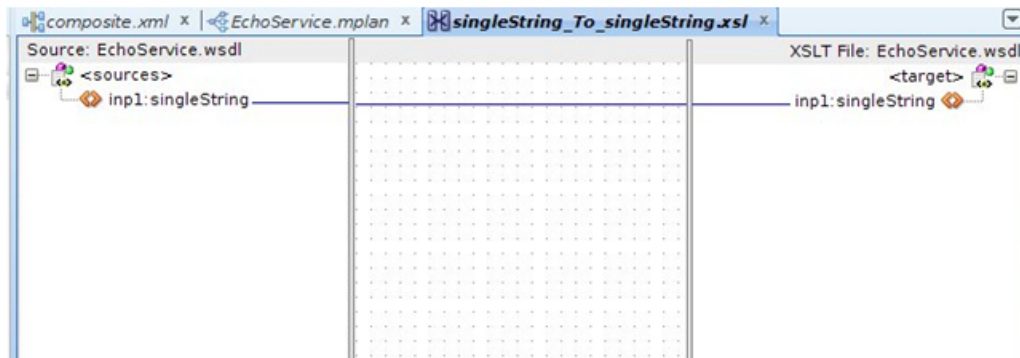 composite.xml x EchoService.mplan x singleString_To_singleString.xsl x
Source: EchoService.wsdl XSLT File: EchoService.wsdl
<sources> <target>
inp1:singleString inp1:singleString